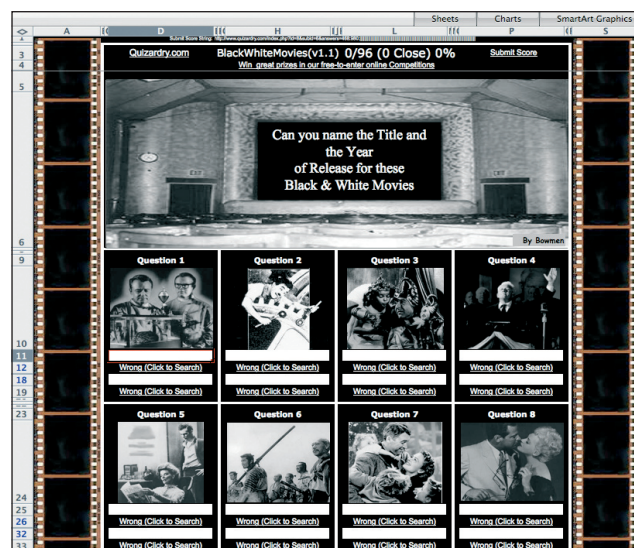 Sheets Charts SmartArt Graphics
A D H L P S
Submit Score String:
3 Quizardry.com BlackWhiteMovies(v1.1) 0/96 (0 Close) 0% Submit Score
4 Win great prizes in our free-to-enter online Competitions
5
Can you name the Title and
the Year
of Release for these
Black & White Movies
EXIT EXIT
6 By Bowmen
9 Question 1 Question 2 Question 3 Question 4
10
11
12 Wrong (Click to Search) Wrong (Click to Search) Wrong (Click to Search) Wrong (Click to Search)
18
19 Wrong (Click to Search) Wrong (Click to Search) Wrong (Click to Search) Wrong (Click to Search)
23 Question 5 Question 6 Question 7 Question 8
24
25
26 Wrong (Click to Search) Wrong (Click to Search) Wrong (Click to Search) Wrong (Click to Search)
32
33 Wrong (Click to Search) Wrong (Click to Search) Wrong (Click to Search) Wrong (Click to Search)